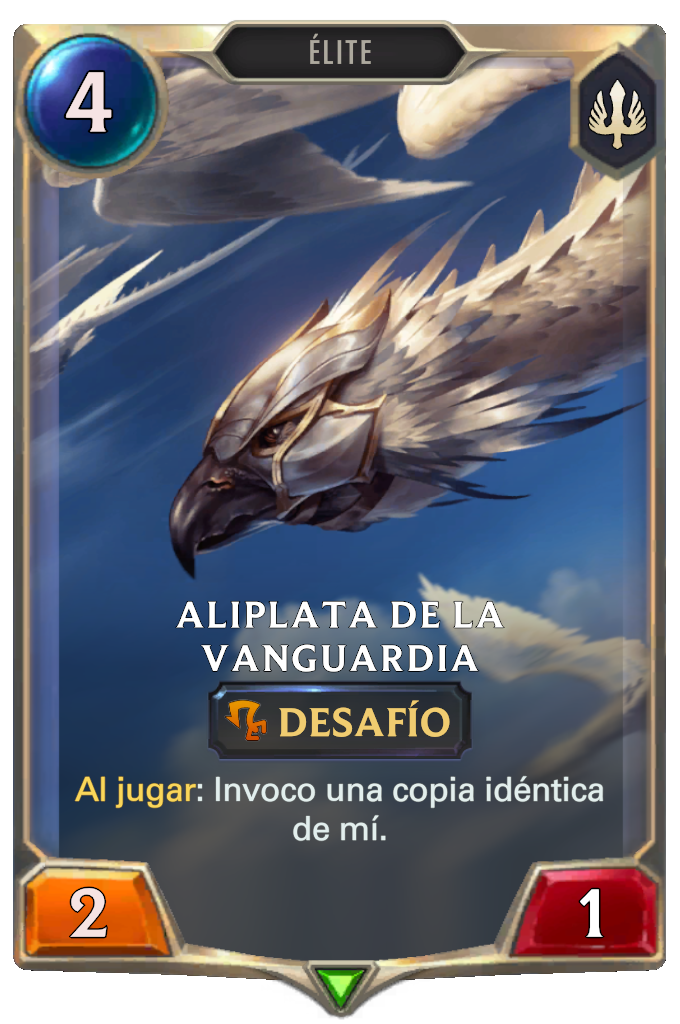 ÉLITE
4
ALIPLATA DE LA
VANGUARDIA
DESAFÍO
Al jugar: Invoco una copia idéntica
de mí.
2
1